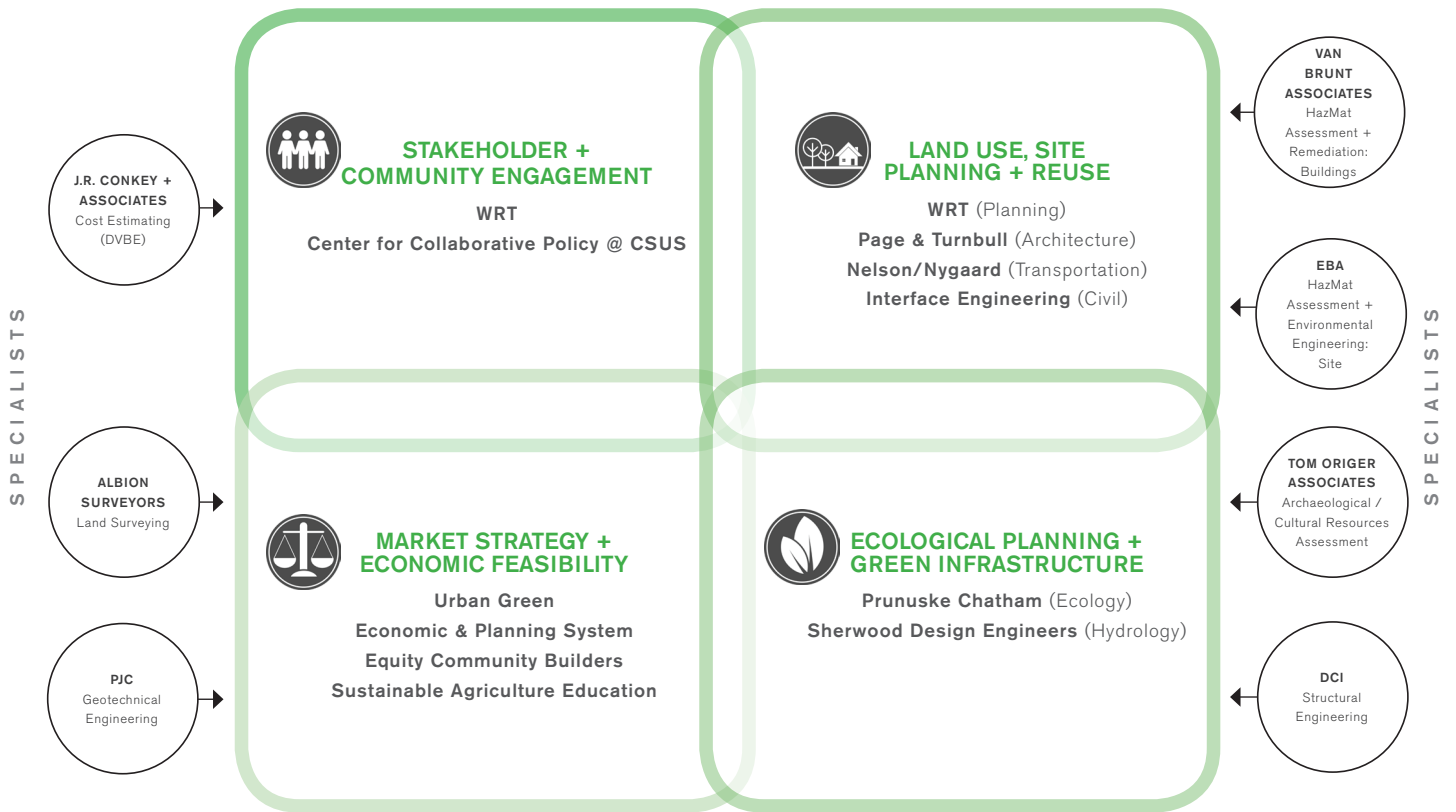 SPECIALISTS
J.R. CONKEY +
ASSOCIATES
Cost Estimating
(DVBE)
ALBION
SURVEYORS
Land Surveying
PJC
Geotechnical
Engineering
STAKEHOLDER +
COMMUNITY ENGAGEMENT
WRT
Center for Collaborative Policy @ CSUS
LAND USE, SITE
PLANNING + REUSE
WRT (Planning)
Page & Turnbull (Architecture)
Nelson/Nygaard (Transportation)
Interface Engineering (Civil)
MARKET STRATEGY +
ECONOMIC FEASIBILITY
Urban Green
Economic & Planning System
Equity Community Builders
Sustainable Agriculture Education
ECOLOGICAL PLANNING +
GREEN INFRASTRUCTURE
Prunuske Chatham (Ecology)
Sherwood Design Engineers (Hydrology)
VAN
BRUNT
ASSOCIATES
HazMat
Assessment +
Remediation:
Buildings
EBA
HazMat
Assessment +
Environmental
Engineering:
Site
TOM ORIGER
ASSOCIATES
Archaeological /
Cultural Resources
Assessment
DCI
Structural
Engineering
SPECIALISTS